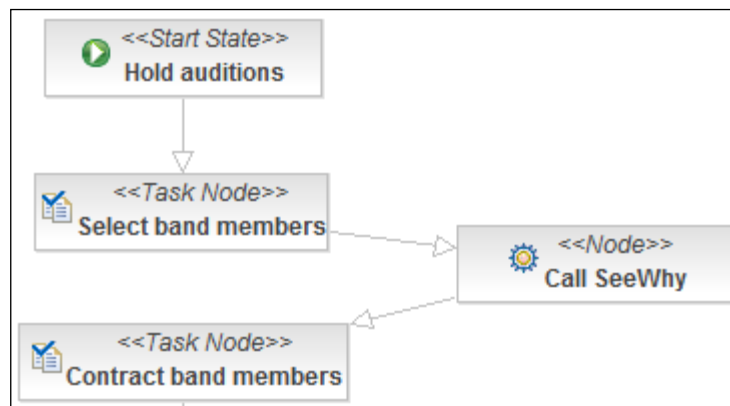 <<Start State>>
Hold auditions
<<Task Node>>
Select band members
<<Node>>
Call SeeWhy
<<Task Node>>
Contract band members